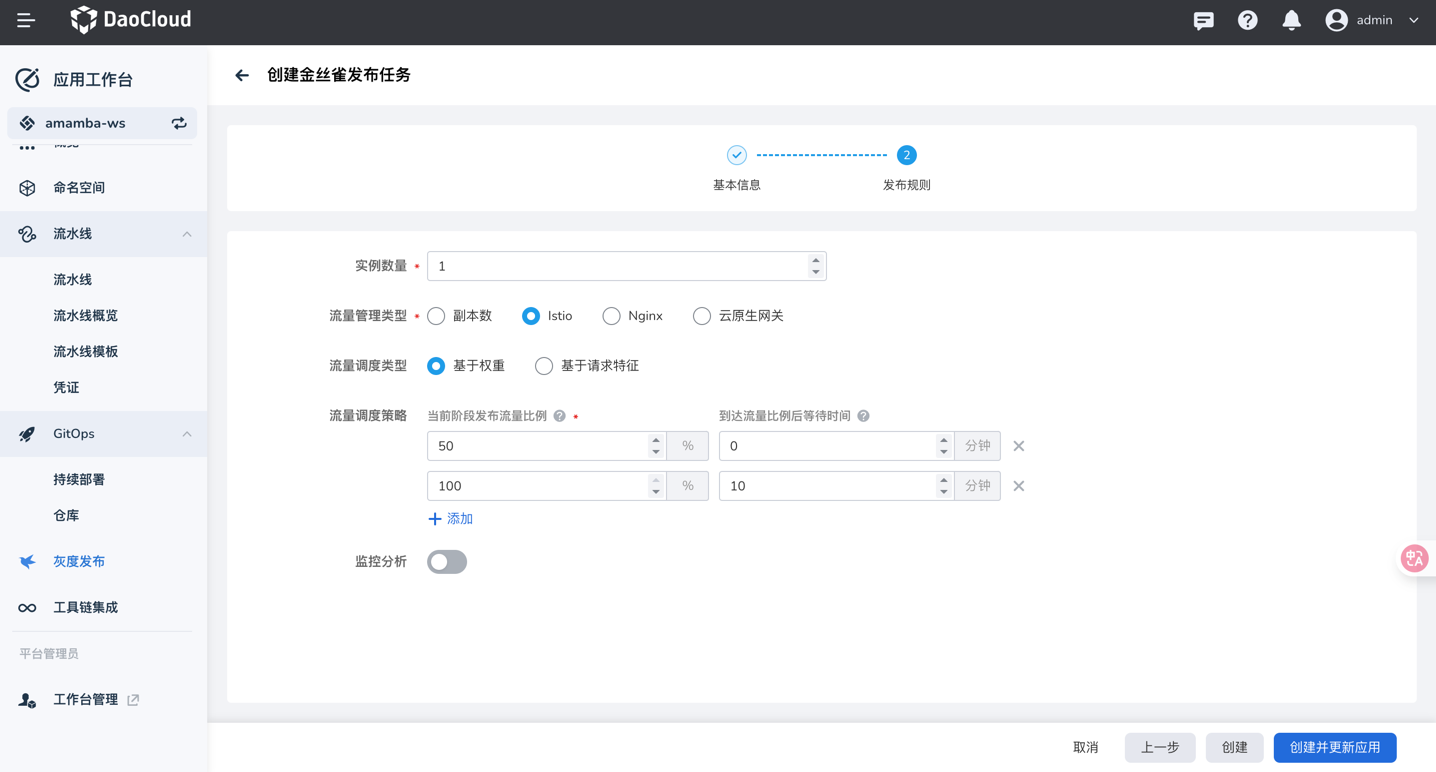 DaoCloud
admin
应用工作台
amamba-ws
概览
命名空间
流水线
流水线
流水线概览
流水线模板
凭证
GitOps
持续部署
仓库
灰度发布
工具链集成
平台管理员
工作台管理
创建金丝雀发布任务
2
基本信息 发布规则
实例数量 * 1
流量管理类型 * 副本数 Istio Nginx 云原生网关
流量调度类型 基于权重 基于请求特征
流量调度策略 当前阶段发布流量比例 ? * 到达流量比例后等待时间 ?
50 % 0 分钟
100 % 10 分钟
+ 添加
监控分析
中A
取消 上一步 创建 创建并更新应用